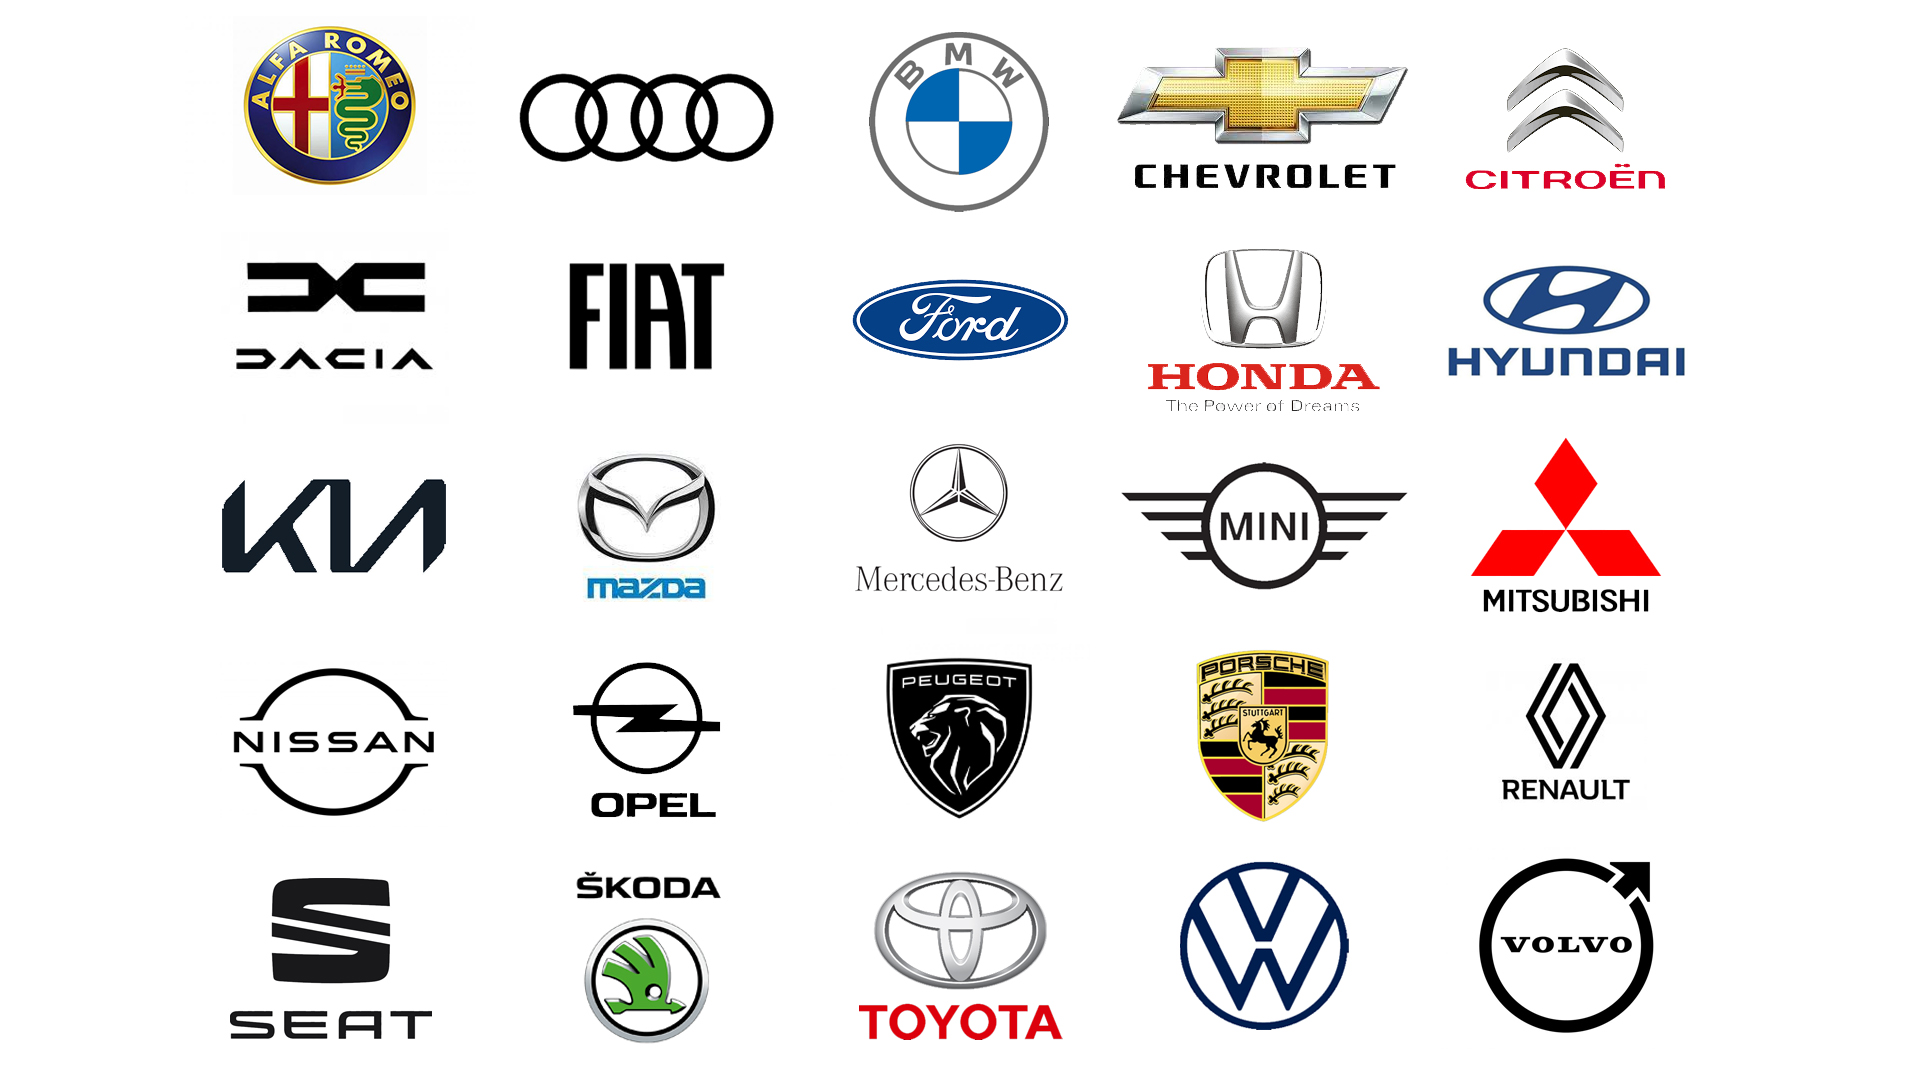 ALFA ROMEO
BMW
CHEVROLET
CITROËN
DACIA
FIAT
Ford
HONDA
The Power of Dreams
HYUNDAI
KIA
mazda
Mercedes-Benz
MINI
MITSUBISHI
NISSAN
OPEL
PEUGEOT
PORSCHE
STUTTGART
RENAULT
SEAT
ŠKODA
TOYOTA
VW
VOLVO